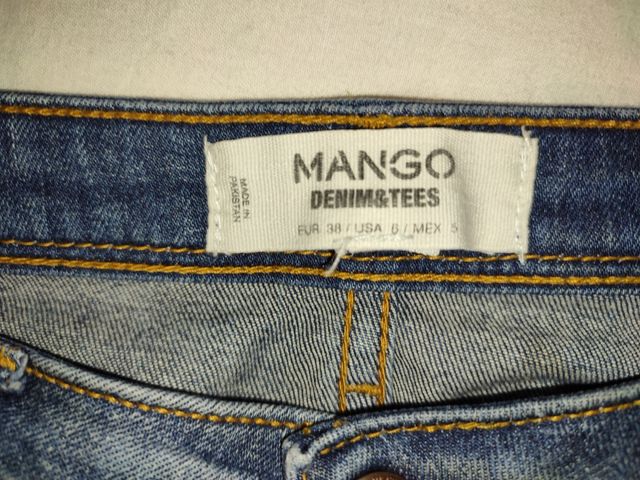 MANGO
DENIM&TEES
EUR 38 / USA 6 / MEX 5
MADE IN
PAKISTAN